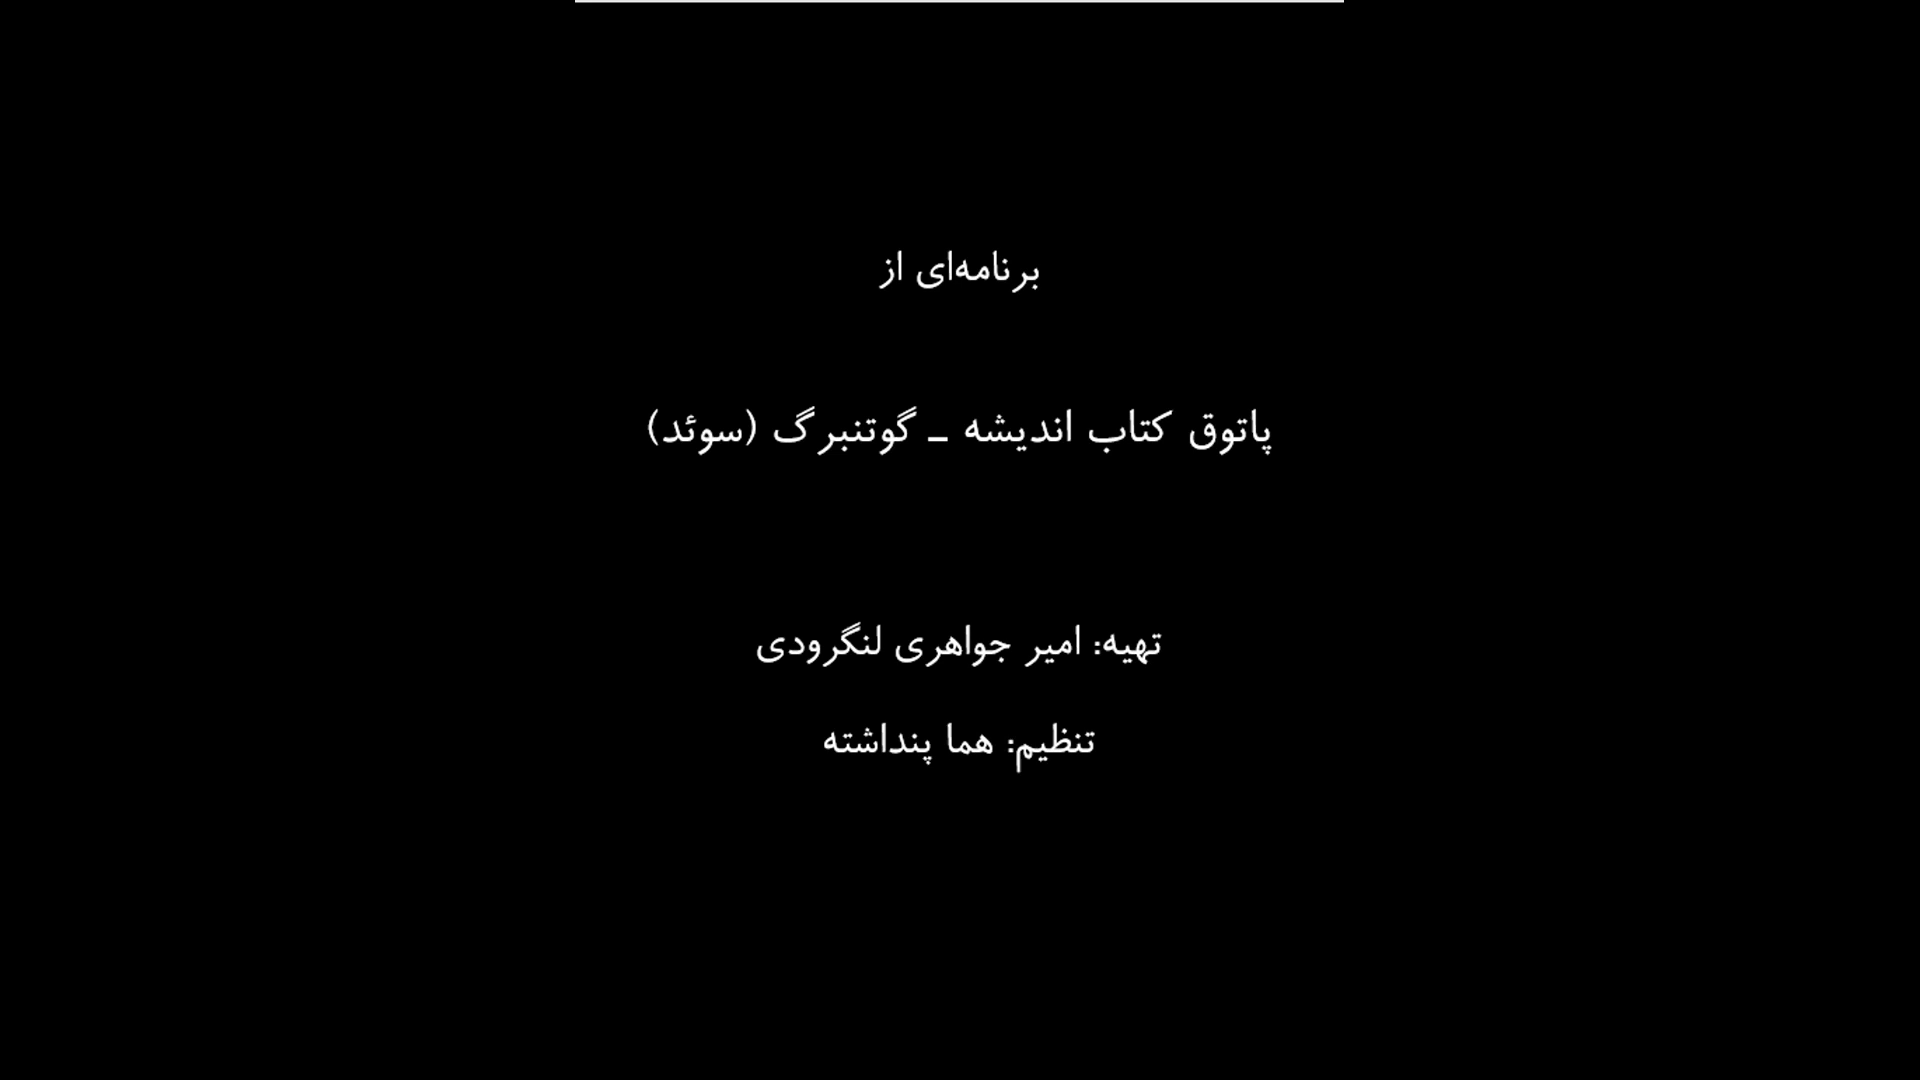 برنامه‌ای از
پاتوق کتاب اندیشه ـ گوتنبرگ (سوئد)
تهیه: امیر جواهری لنگرودی
تنظیم: هما پنداشته